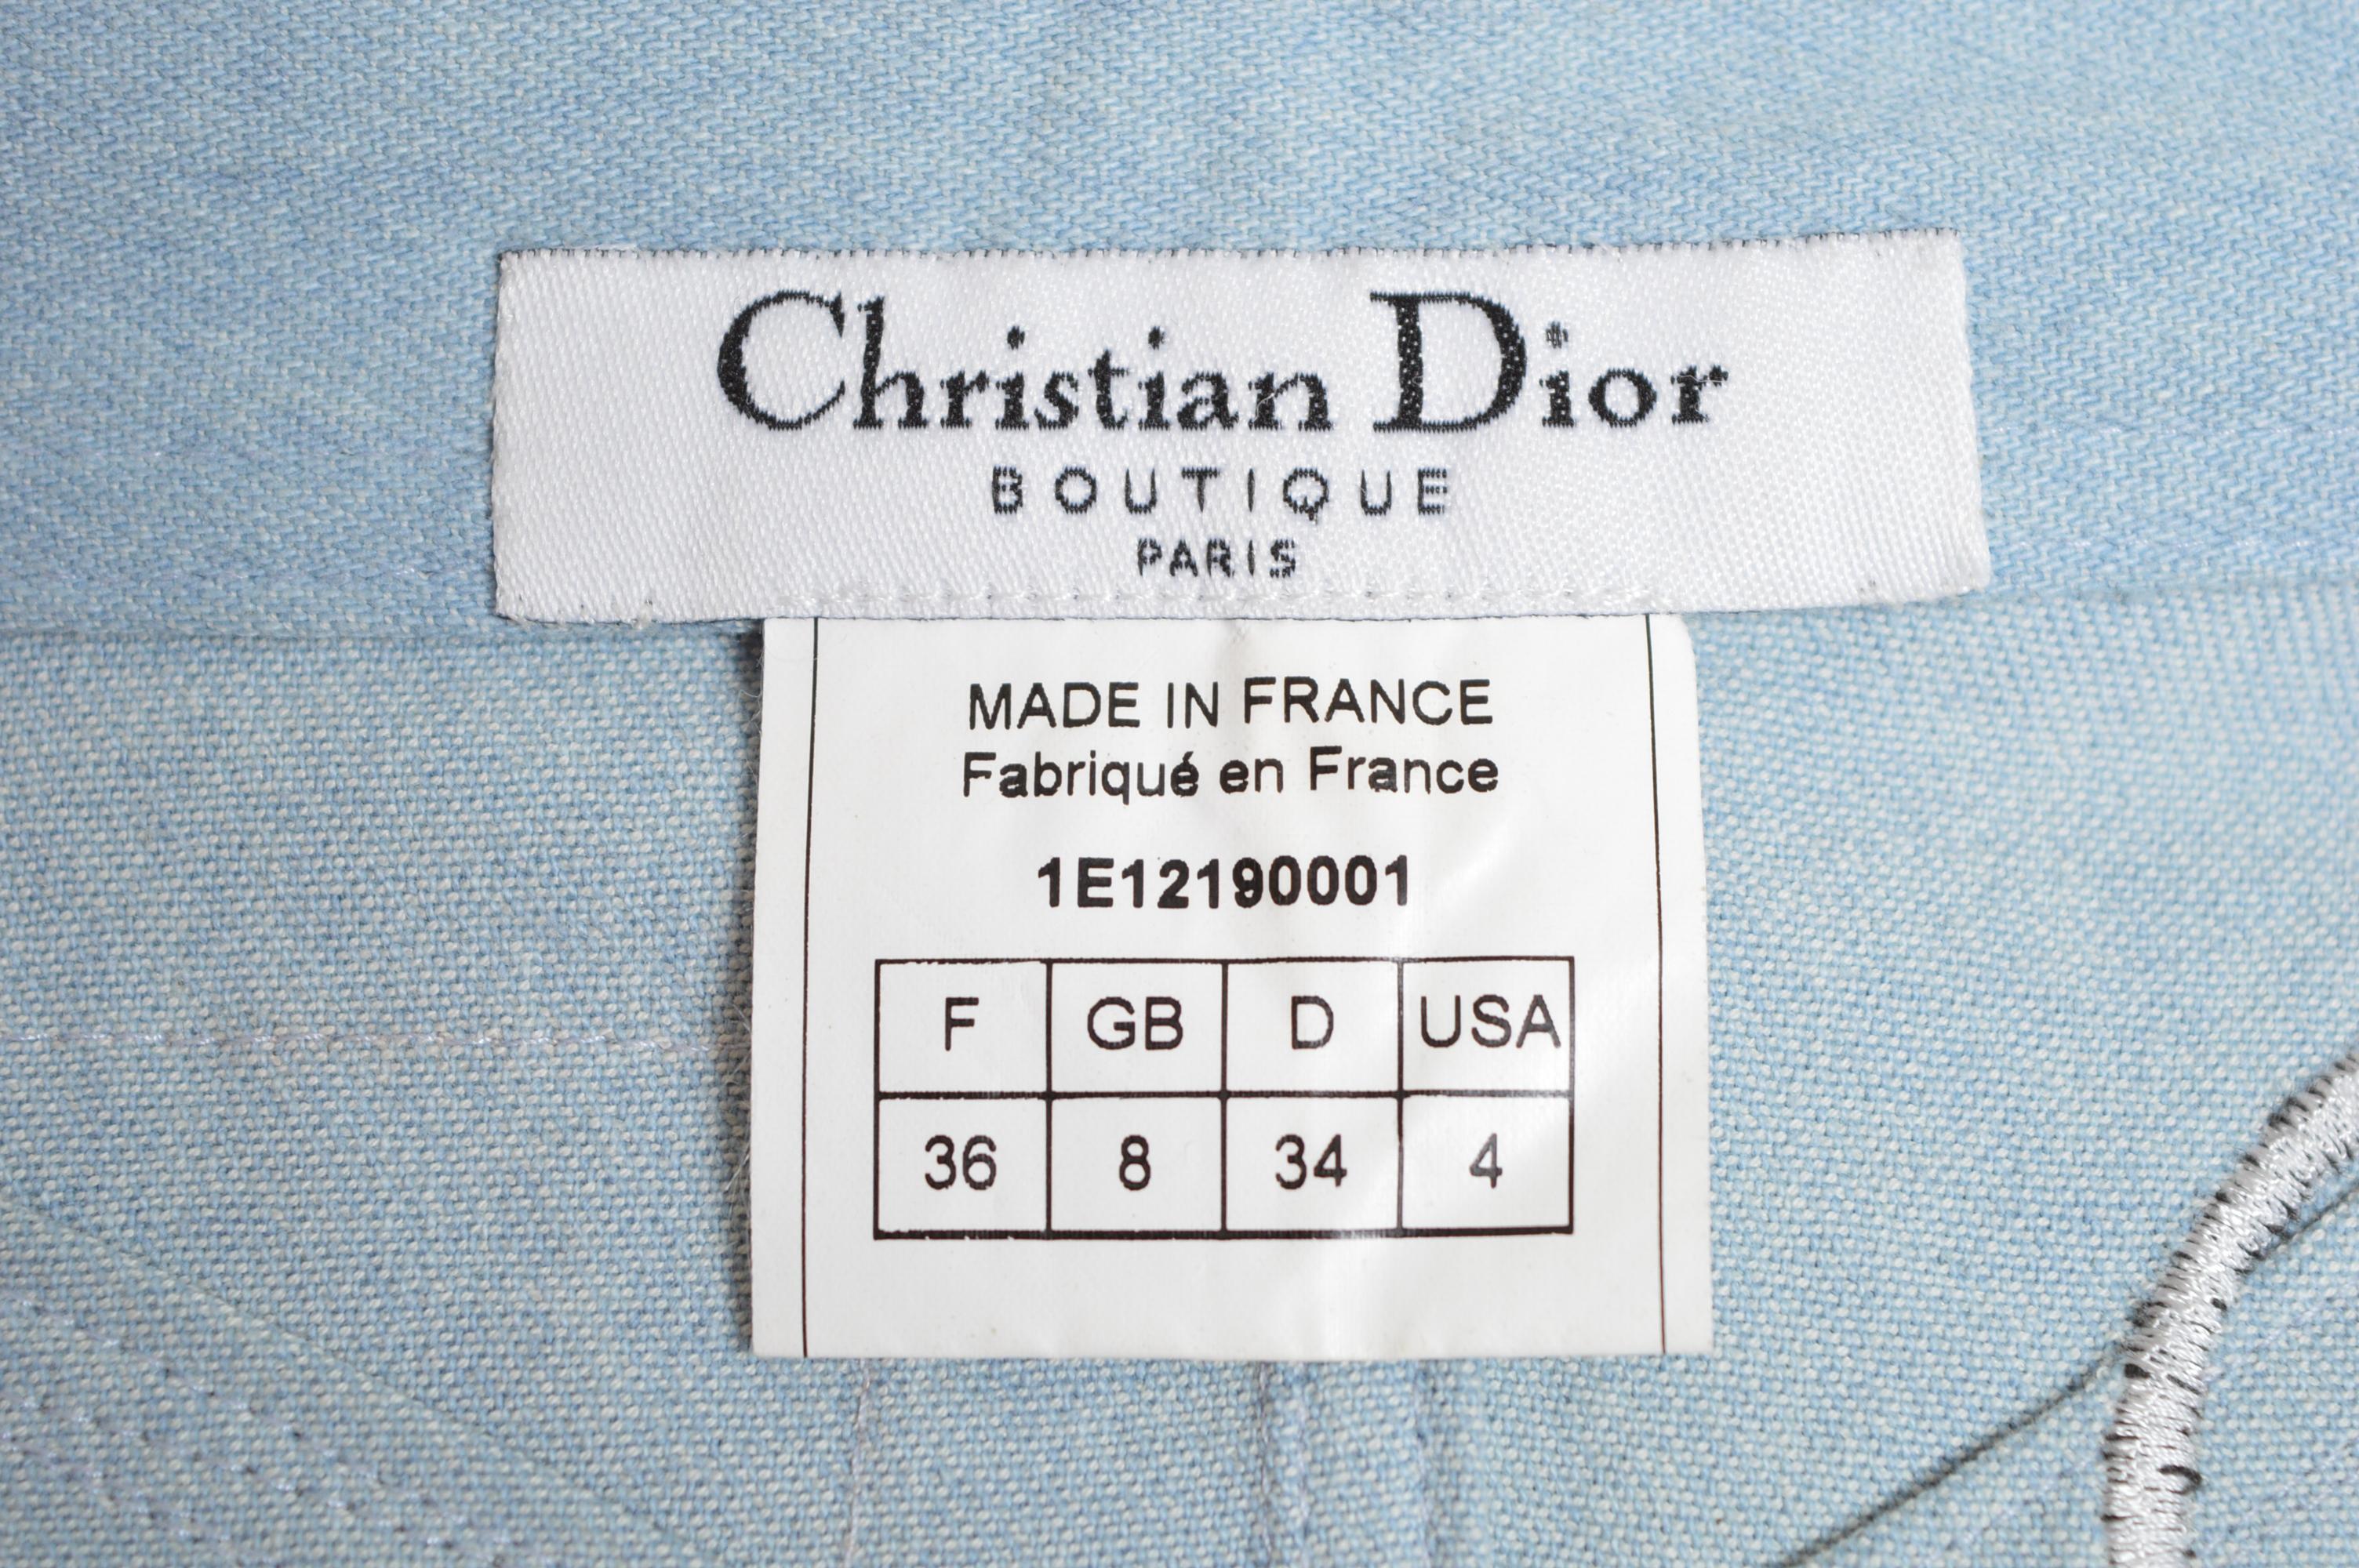 Christian Dior
BOUTIQUE
PARIS
MADE IN FRANCE
Fabriqué en France
1E12190001
F GB D USA
36 8 34 4